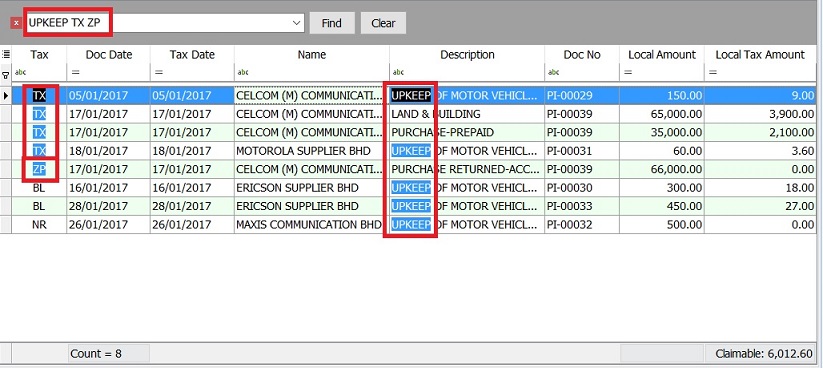 x UPKEEP TX ZP Find Clear
Tax Doc Date Tax Date Name Description Doc No Local Amount Local Tax Amount
abc = = abc abc abc = =
TX 05/01/2017 05/01/2017 CELCOM (M) COMMUNICATI... UPKEEP OF MOTOR VEHICL... PI-00029 150.00 9.00
TX 17/01/2017 17/01/2017 CELCOM (M) COMMUNICATI... LAND & BUILDING PI-00039 65,000.00 3,900.00
TX 17/01/2017 17/01/2017 CELCOM (M) COMMUNICATI... PURCHASE-PREPAID PI-00039 35,000.00 2,100.00
TX 18/01/2017 18/01/2017 MOTOROLA SUPPLIER BHD UPKEEP OF MOTOR VEHICL... PI-00031 60.00 3.60
ZP 17/01/2017 17/01/2017 CELCOM (M) COMMUNICATI... PURCHASE RETURNED-ACC... PI-00039 66,000.00 0.00
BL 16/01/2017 16/01/2017 ERICSON SUPPLIER BHD UPKEEP OF MOTOR VEHICL... PI-00030 300.00 18.00
BL 28/01/2017 28/01/2017 ERICSON SUPPLIER BHD UPKEEP OF MOTOR VEHICL... PI-00033 450.00 27.00
NR 26/01/2017 26/01/2017 MAXIS COMMUNICATION BHD UPKEEP OF MOTOR VEHICL... PI-00032 500.00 0.00
Count = 8 Claimable: 6,012.60